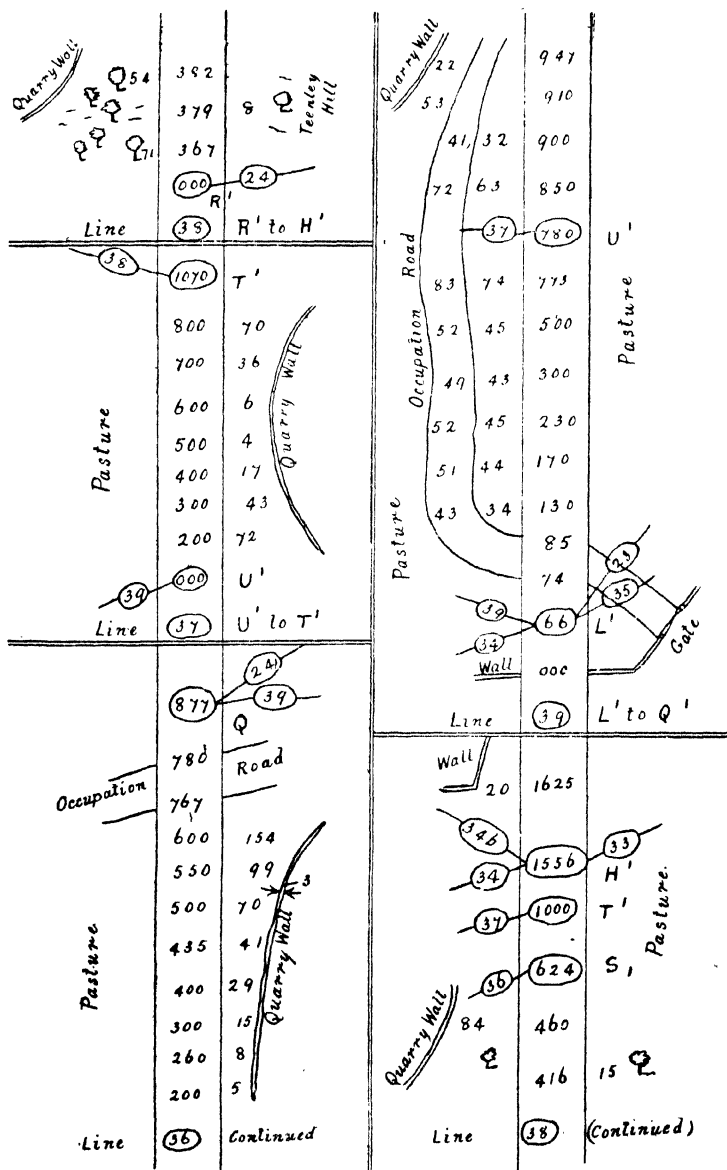 Quarry Wall 54 382
379 8 Teenley Hill
71 367
000 24
R'
Line 38 R' to H'
38 1070 T'
800 70
700 36
600 6
500 4
400 17
300 43
200 72
Pasture
Quarry Wall
39 000 U'
Line 37 U' to T'
24
877 39
Q
780 Road
Occupation 767
600 154
550 99
3
500 70
435 41
400 29
300 15
260 8
200 5
Pasture
Quarry Wall
Line 36 Continued
Quarry Wall 22 947
53 910
41 32 900
72 63 850
37 780 U'
83 74 773
52 45 500
49 43 300
52 45 230
51 44 170
43 34 130
85
23
74
35
39
66 L'
34
Wall 000
Occupation Road
Pasture
Pasture
Gate
Line 39 L' to Q'
Wall 20 1625
34b 33
34 1556 H'
37 1000 T'
36 624 S,
84 460
416 15
Quarry Wall
Pasture.
Line 38 (Continued)